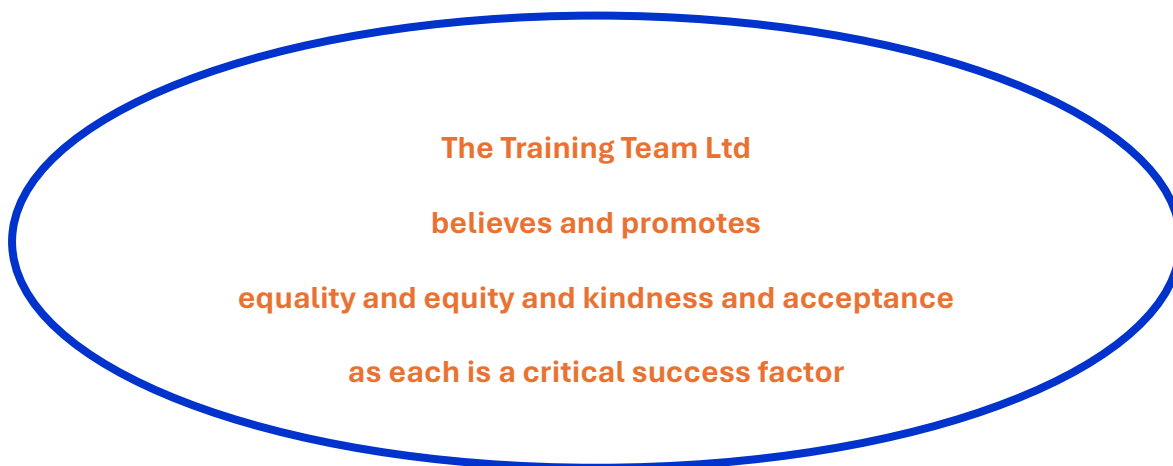 The Training Team Ltd
believes and promotes
equality and equity and kindness and acceptance
as each is a critical success factor